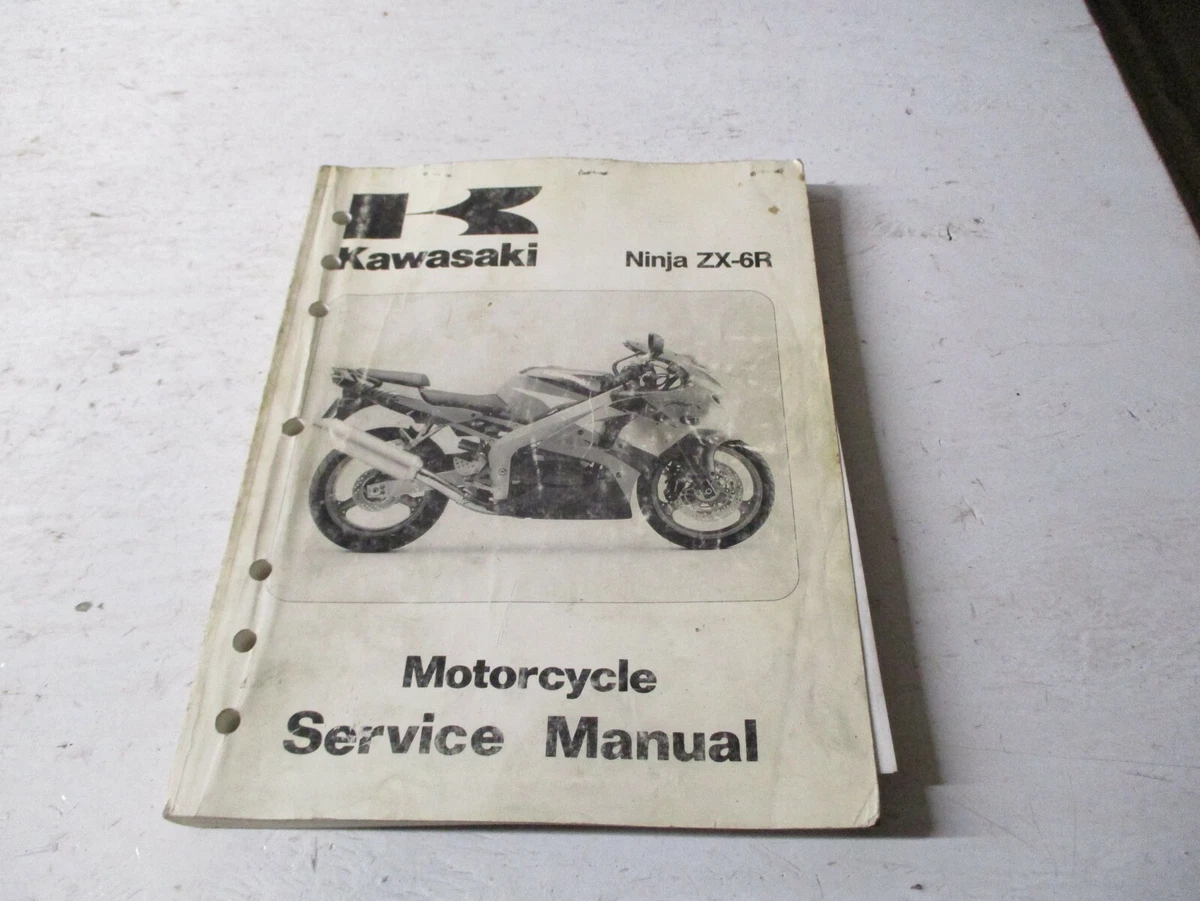 Kawasaki
Ninja ZX-6R
Motorcycle
Service Manual